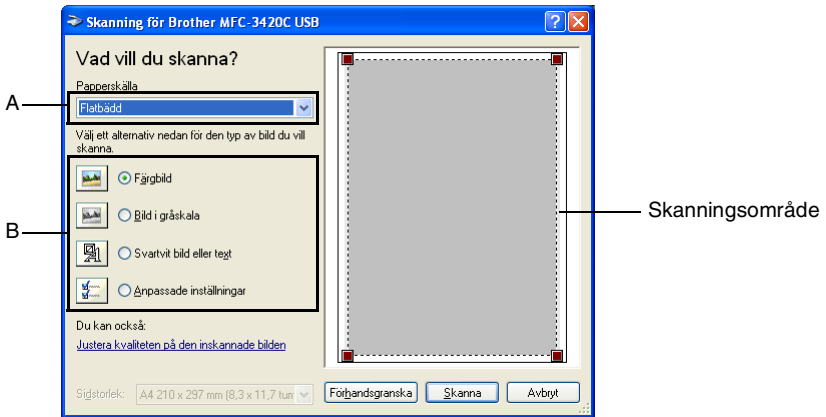 Skanning för Brother MFC-3420C USB
Vad vill du skanna?
Papperskälla
A
Flatbädd
Välj ett alternativ nedan för den typ av bild du vill
skanna.
Färgbild
Bild i gråskala
B
Svartvit bild eller text
Anpassade inställningar
Skanningsområde
Du kan också:
Justera kvaliteten på den inskannade bilden
Sidstorlek:
A4 210 x 297 mm (8,3 x 11,7 tum
Förhandsgranska
Skanna
Avbryt